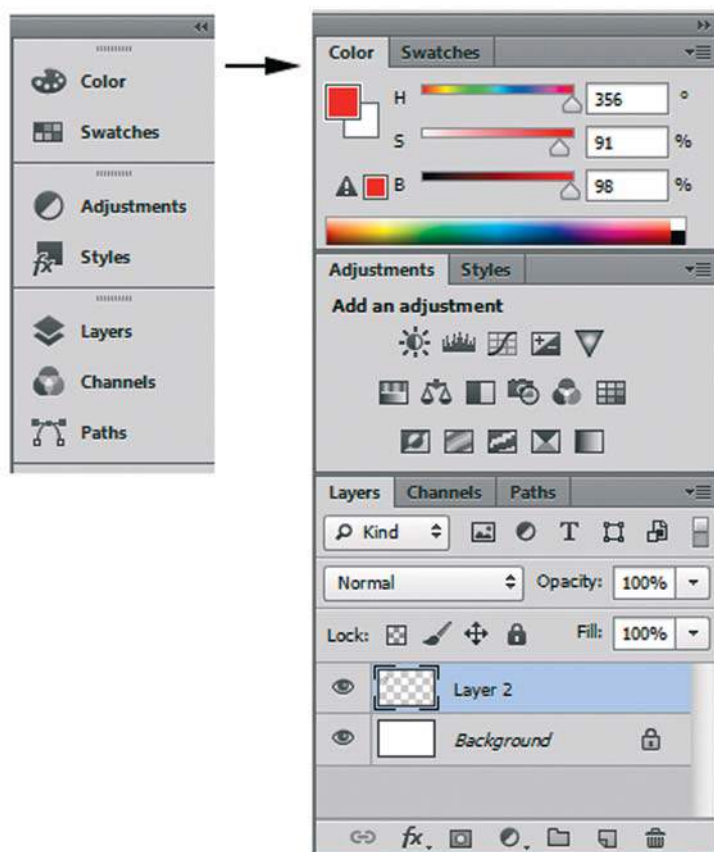 Color
Swatches
Adjustments
Styles
Layers
Channels
Paths
Color Swatches
H 356 °
S 91 %
B 98 %
Adjustments Styles
Add an adjustment
Layers Channels Paths
Kind T
Normal Opacity: 100%
Lock: Fill: 100%
Layer 2
Background
fx